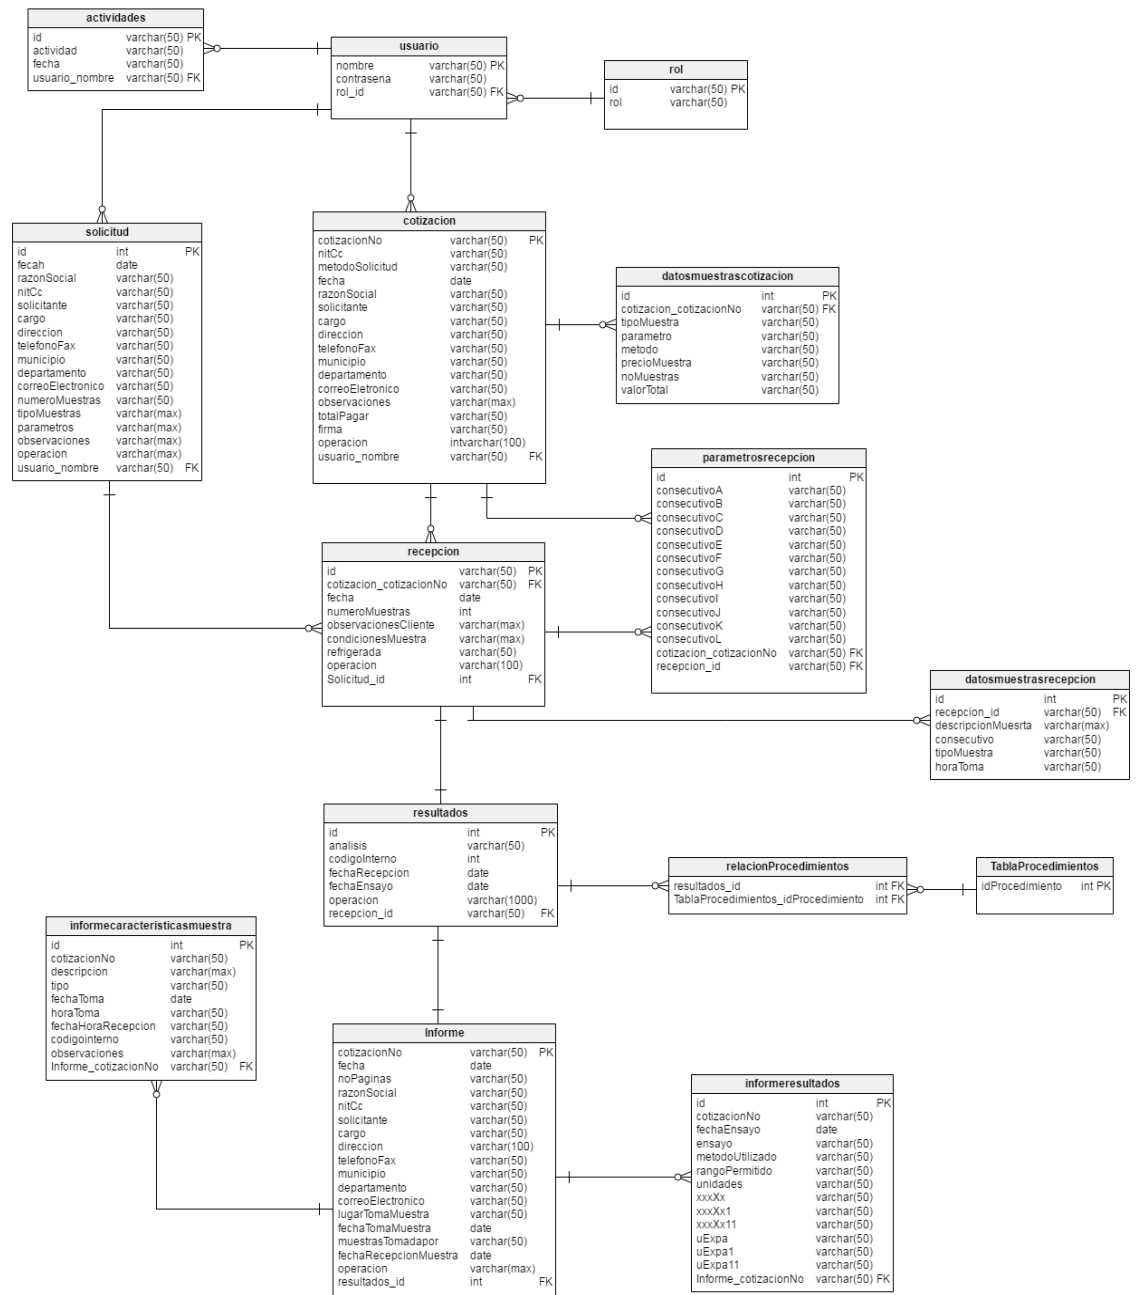 actividades
id varchar(50) PK
actividad varchar(50)
fecha varchar(50)
usuario_nombre varchar(50) FK
usuario
nombre varchar(50) PK
contrasena varchar(50)
rol_id varchar(50) FK
rol
id varchar(50) PK
rol varchar(50)
solicitud
id int PK
fecah date
razonSocial varchar(50)
nitCc varchar(50)
solicitante varchar(50)
cargo varchar(50)
direccion varchar(50)
telefonoFax varchar(50)
municipio varchar(50)
departamento varchar(50)
correoElectronico varchar(50)
numeroMuestras varchar(50)
tipoMuestras varchar(max)
parametros varchar(max)
observaciones varchar(max)
operacion varchar(max)
usuario_nombre varchar(50) FK
cotizacion
cotizacionNo varchar(50) PK
nitCc varchar(50)
metodoSolicitud varchar(50)
fecha date
razonSocial varchar(50)
solicitante varchar(50)
cargo varchar(50)
direccion varchar(50)
telefonoFax varchar(50)
municipio varchar(50)
departamento varchar(50)
correoEletronico varchar(50)
observaciones varchar(max)
totalPagar varchar(50)
firma varchar(50)
operacion intvarchar(100)
usuario_nombre varchar(50) FK
datosmuestrascotizacion
id int PK
cotizacion_cotizacionNo varchar(50) FK
tipoMuestra varchar(50)
parametro varchar(50)
metodo varchar(50)
precioMuestra varchar(50)
noMuestras varchar(50)
valorTotal varchar(50)
parametrosrecepcion
id int PK
consecutivoA varchar(50)
consecutivoB varchar(50)
consecutivoC varchar(50)
consecutivoD varchar(50)
consecutivoE varchar(50)
consecutivoF varchar(50)
consecutivoG varchar(50)
consecutivoH varchar(50)
consecutivoI varchar(50)
consecutivoJ varchar(50)
consecutivoK varchar(50)
consecutivoL varchar(50)
cotizacion_cotizacionNo varchar(50) FK
recepcion_id varchar(50) FK
recepcion
id varchar(50) PK
cotizacion_cotizacionNo varchar(50) FK
fecha date
numeroMuestras int
observacionesCliente varchar(max)
condicionesMuestra varchar(max)
refrigerada varchar(50)
operacion varchar(100)
Solicitud_id int FK
datosmuestrasrecepcion
id int PK
recepcion_id varchar(50) FK
descripcionMuesrta varchar(max)
consecutivo varchar(50)
tipoMuestra varchar(50)
horaToma varchar(50)
resultados
id int PK
analisis varchar(50)
codigoInterno int
fechaRecepcion date
fechaEnsayo date
operacion varchar(1000)
recepcion_id varchar(50) FK
relacionProcedimientos
resultados_id int FK
TablaProcedimientos_idProcedimiento int FK
TablaProcedimientos
idProcedimiento int PK
informecaracteristicasmuestra
id int PK
cotizacionNo varchar(50)
descripcion varchar(max)
tipo varchar(50)
fechaToma date
horaToma varchar(50)
fechaHoraRecepcion varchar(50)
codigointerno varchar(50)
observaciones varchar(max)
Informe_cotizacionNo varchar(50) FK
Informe
cotizacionNo varchar(50) PK
fecha date
noPaginas varchar(50)
razonSocial varchar(50)
nitCc varchar(50)
solicitante varchar(50)
cargo varchar(50)
direccion varchar(100)
telefonoFax varchar(50)
municipio varchar(50)
departamento varchar(50)
correoElectronico varchar(50)
lugarTomaMuestra varchar(50)
fechaTomaMuestra date
muestrasTomadapor varchar(50)
fechaRecepcionMuestra date
operacion varchar(max)
resultados_id int FK
informeresultados
id int PK
cotizacionNo varchar(50)
fechaEnsayo date
ensayo varchar(50)
metodoUtilizado varchar(50)
rangoPermitido varchar(50)
unidades varchar(50)
xxxXx varchar(50)
xxxXx1 varchar(50)
xxxXx11 varchar(50)
uExpa varchar(50)
uExpa1 varchar(50)
uExpa11 varchar(50)
Informe_cotizacionNo varchar(50) FK